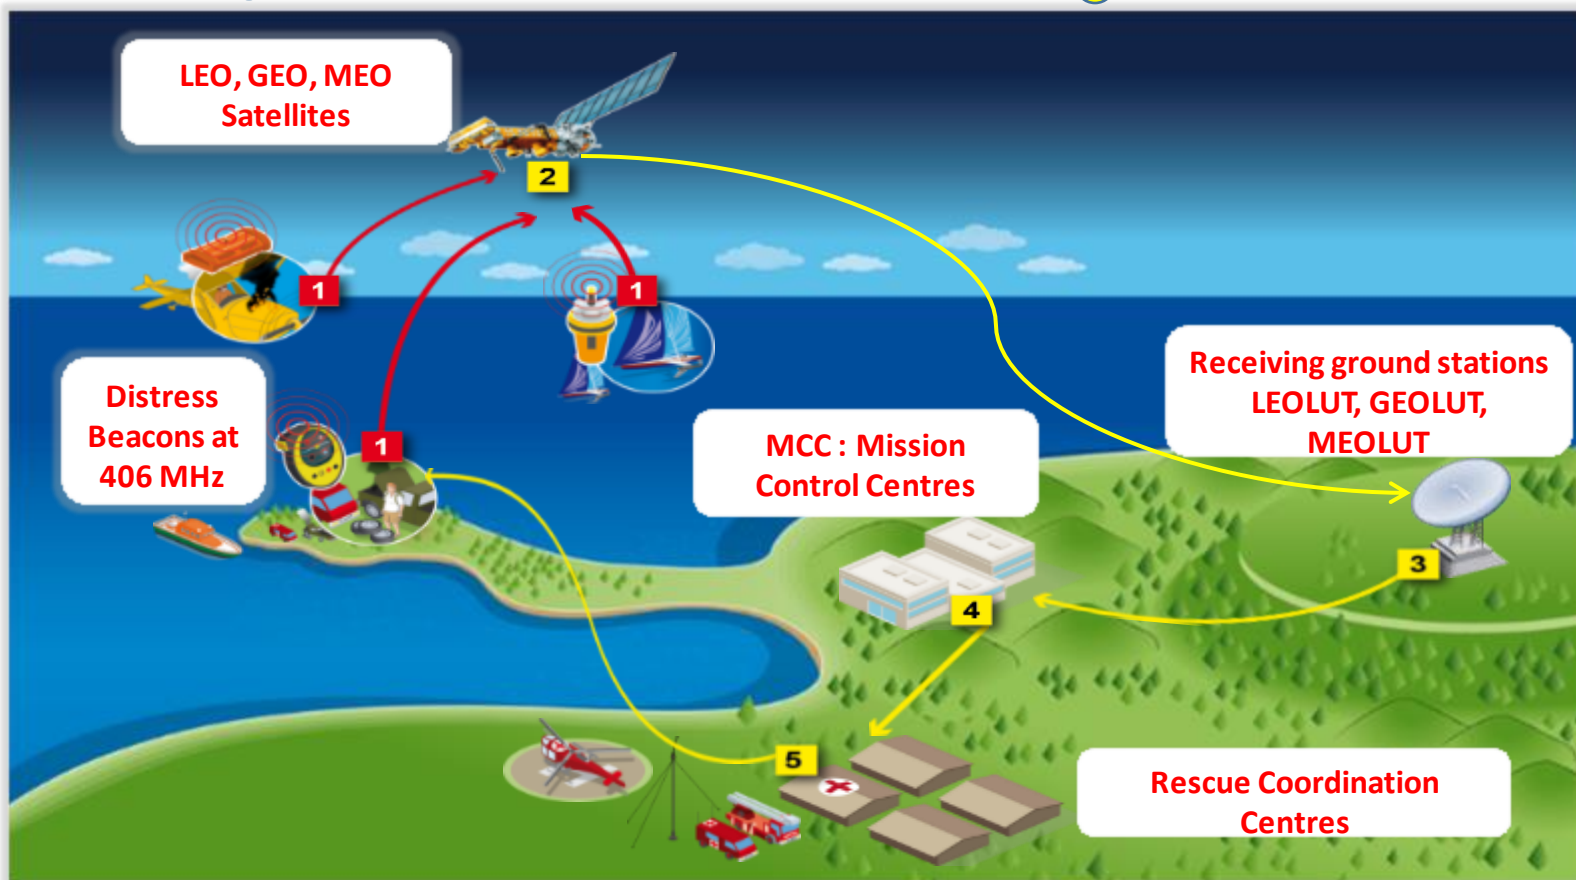 LEO, GEO, MEO
Satellites
2
1
1
Distress
Beacons at
406 MHz
1
Receiving ground stations
LEOLUT, GEOLUT,
MEOLUT
MCC : Mission
Control Centres
3
4
5
Rescue Coordination
Centres